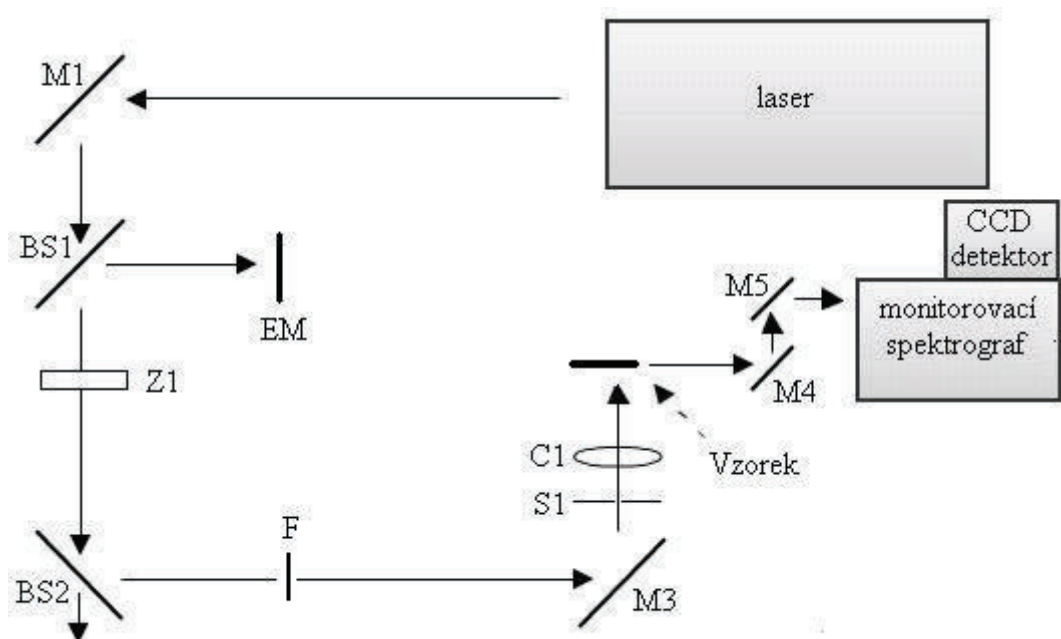 M1
laser
BS1
EM
CCD
detektor
M5
monitorovací
spektrograf
Z1
M4
C1
Vzorek
S1
F
BS2
M3